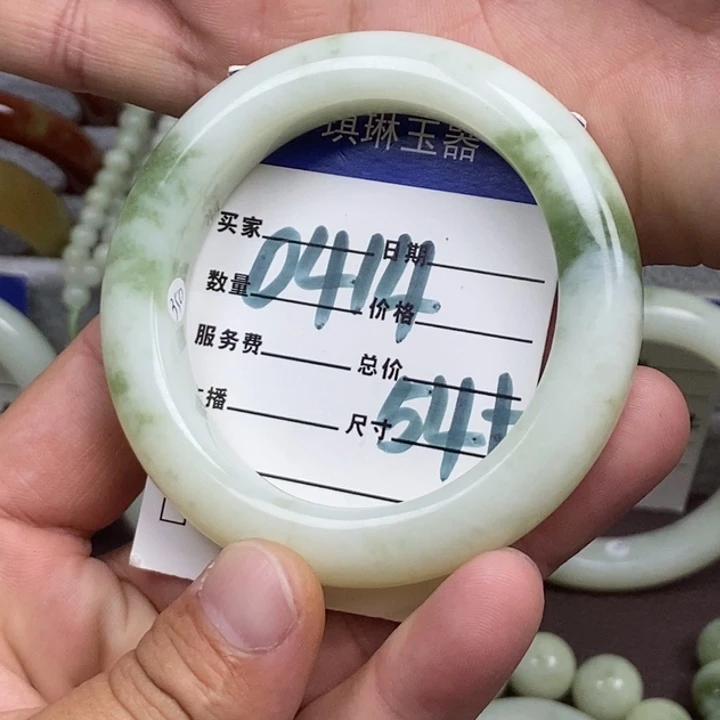 琪琳玉器
买家 日期
0414
数量 价格
服务费 总价
播 尺寸 54+
350